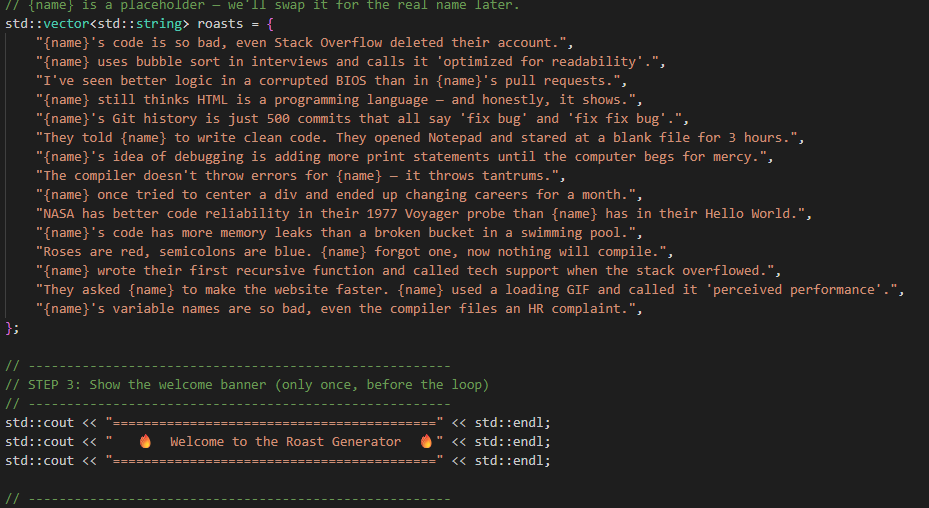 // {name} is a placeholder — we'll swap it for the real name later.
std::vector<std::string> roasts = {
"{name}'s code is so bad, even Stack Overflow deleted their account.",
"{name} uses bubble sort in interviews and calls it 'optimized for readability'.",
"I've seen better logic in a corrupted BIOS than in {name}'s pull requests.",
"{name} still thinks HTML is a programming language — and honestly, it shows.",
"{name}'s Git history is just 500 commits that all say 'fix bug' and 'fix fix bug'.",
"They told {name} to write clean code. They opened Notepad and stared at a blank file for 3 hours.",
"{name}'s idea of debugging is adding more print statements until the computer begs for mercy.",
"The compiler doesn't throw errors for {name} — it throws tantrums.",
"{name} once tried to center a div and ended up changing careers for a month.",
"NASA has better code reliability in their 1977 Voyager probe than {name} has in their Hello World.",
"{name}'s code has more memory leaks than a broken bucket in a swimming pool.",
"Roses are red, semicolons are blue. {name} forgot one, now nothing will compile.",
"{name} wrote their first recursive function and called tech support when the stack overflowed.",
"They asked {name} to make the website faster. {name} used a loading GIF and called it 'perceived performance'.",
"{name}'s variable names are so bad, even the compiler files an HR complaint.",
};
// -------------------------------------------------------
// STEP 3: Show the welcome banner (only once, before the loop)
// -------------------------------------------------------
std::cout << "==========================================" << std::endl;
std::cout << "   🔥  Welcome to the Roast Generator  🔥" << std::endl;
std::cout << "==========================================" << std::endl;
// -------------------------------------------------------